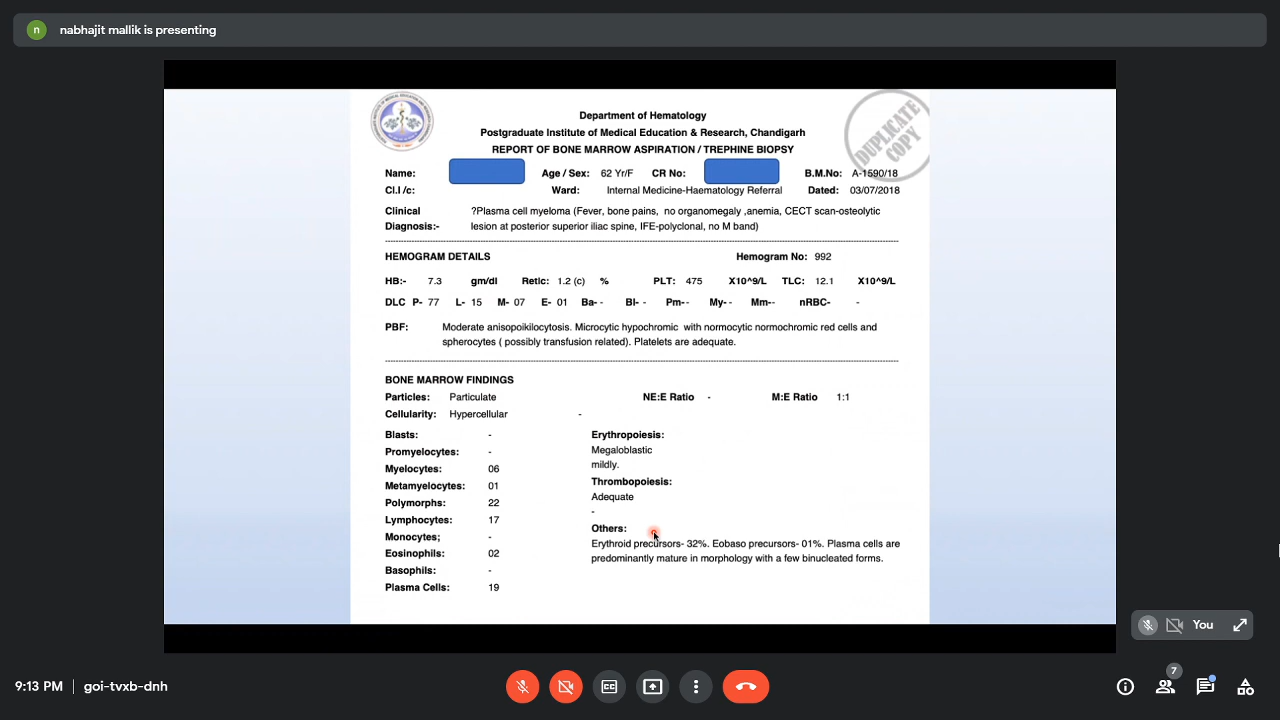 n nabhajit mallik is presenting
Department of Hematology
Postgraduate Institute of Medical Education & Research, Chandigarh
REPORT OF BONE MARROW ASPIRATION / TREPHINE BIOPSY
DUPLICATE COPY
Name: Age / Sex: 62 Yr/F CR No: B.M.No: A-1590/18
Cl.I /c: Ward: Internal Medicine-Haematology Referral Dated: 03/07/2018
Clinical ?Plasma cell myeloma (Fever, bone pains, no organomegaly ,anemia, CECT scan-osteolytic
Diagnosis:- lesion at posterior superior iliac spine, IFE-polyclonal, no M band)
HEMOGRAM DETAILS Hemogram No: 992
HB:- 7.3 gm/dl Retic: 1.2 (c) % PLT: 475 X10^9/L TLC: 12.1 X10^9/L
DLC P- 77 L- 15 M- 07 E- 01 Ba- - Bl- - Pm-- My- - Mm-- nRBC- -
PBF: Moderate anisopoikilocytosis. Microcytic hypochromic with normocytic normochromic red cells and
spherocytes ( possibly transfusion related). Platelets are adequate.
BONE MARROW FINDINGS
Particles: Particulate NE:E Ratio - M:E Ratio 1:1
Cellularity: Hypercellular -
Blasts: -
Promyelocytes: -
Myelocytes: 06
Metamyelocytes: 01
Polymorphs: 22
Lymphocytes: 17
Monocytes; -
Eosinophils: 02
Basophils: -
Plasma Cells: 19
Erythropoiesis:
Megaloblastic
mildly.
Thrombopoiesis:
Adequate
-
Others:
Erythroid precursors- 32%. Eobaso precursors- 01%. Plasma cells are
predominantly mature in morphology with a few binucleated forms.
You
9:13 PM | goi-tvxb-dnh
CC
7